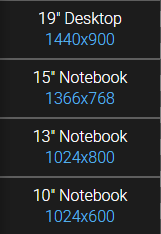 19" Desktop
1440x900
15" Notebook
1366x768
13" Notebook
1024x800
10" Notebook
1024x600